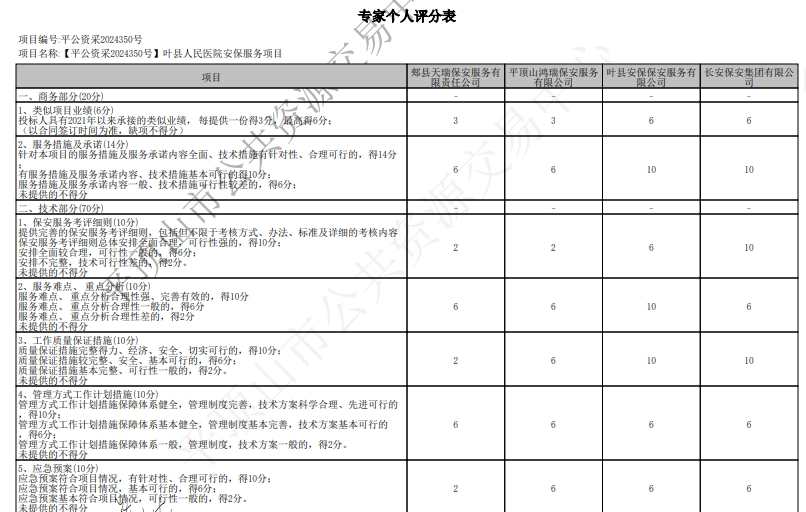 专家个人评分表
项目编号:平公资采2024350号
项目名称:【平公资采2024350号】叶县人民医院安保服务项目
项目 郏县天瑞保安服务有限责任公司 平顶山鸿瑞保安服务有限公司 叶县安保保安服务有限公司 长安保安集团有限公司
一、商务部分(20分) - - - -
1、类似项目业绩(6分)
投标人具有2021年以来承接的类似业绩, 每提供一份得3分, 最高得6分;
(以合同签订时间为准, 缺项不得分)
3 3 6 6
2、服务措施及承诺(14分)
针对本项目的服务措施及服务承诺内容全面、技术措施有针对性、合理可行的, 得14分
;
有服务措施及服务承诺内容、技术措施基本可行的得10分;
服务措施及服务承诺内容一般、技术措施可行性较差的, 得6分;
未提供的不得分
6 6 10 10
二、技术部分(70分) - - - -
1、保安服务考评细则(10分)
提供完善的保安服务考评细则, 包括但不限于考核方式、办法、标准及详细的考核内容
保安服务考评细则总体安排全面合理, 可行性强的, 得10分;
安排全面较合理, 可行性一般的, 得6分;
安排不完整, 技术可行性差的, 得2分。
未提供的不得分
2 2 6 10
2、服务难点、 重点分析(10分)
服务难点、 重点分析合理性强、完善有效的, 得10分
服务难点、 重点分析合理性一般的, 得6分
服务难点、 重点分析合理性差的, 得2分
未提供的不得分
6 6 10 6
3、工作质量保证措施(10分)
质量保证措施完整得力、经济、安全、切实可行的, 得10分;
质量保证措施较完整、安全、基本可行的, 得6分;
质量保证措施基本完整、可行性一般的, 得2分。
未提供的不得分
2 6 10 10
4、管理方式工作计划措施(10分)
管理方式工作计划措施保障体系健全, 管理制度完善, 技术方案科学合理、先进可行的
, 得10分;
管理方式工作计划措施保障体系基本健全, 管理制度基本完善, 技术方案基本可行的
, 得6分;
管理方式工作计划措施保障体系一般, 管理制度, 技术方案一般的, 得2分。
未提供的不得分
6 6 6 6
5、应急预案(10分)
应急预案符合项目情况, 有针对性、合理可行的, 得10分;
应急预案符合项目情况, 基本可行的, 得6分;
应急预案基本符合项目情况, 可行性一般的, 得2分。
未提供的不得分
2 6 6 6
平顶山市公共资源交易中心
平顶山市公共资源交易中心